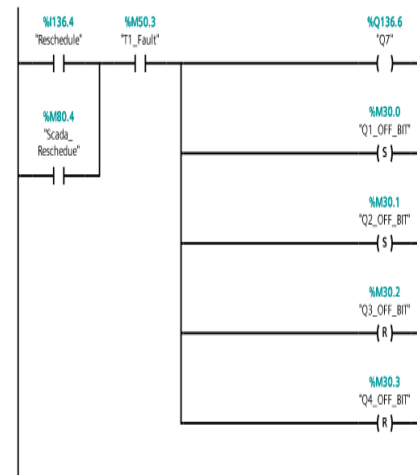 %I136.4
"Reschedule"
%M50.3
"T1_Fault"
%Q136.6
"Q7"
%M80.4
"Scada_
Reschedue"
%M30.0
"Q1_OFF_BIT"
S
%M30.1
"Q2_OFF_BIT"
S
%M30.2
"Q3_OFF_BIT"
R
%M30.3
"Q4_OFF_BIT"
R